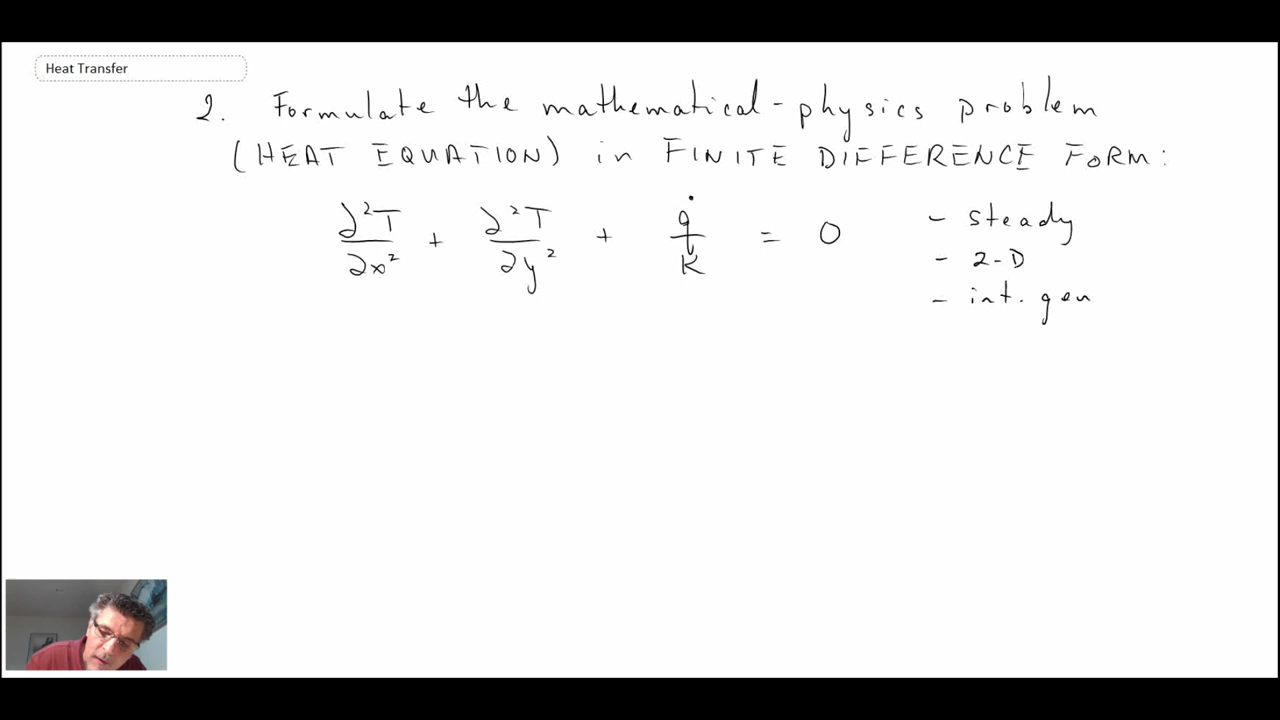 Heat Transfer
2. Formulate the mathematical-physics problem
(HEAT EQUATION) in FINITE DIFFERENCE FORM:
∂²T/∂x² + ∂²T/∂y² + q̇/k = 0
- steady
- 2-D
- int. gen